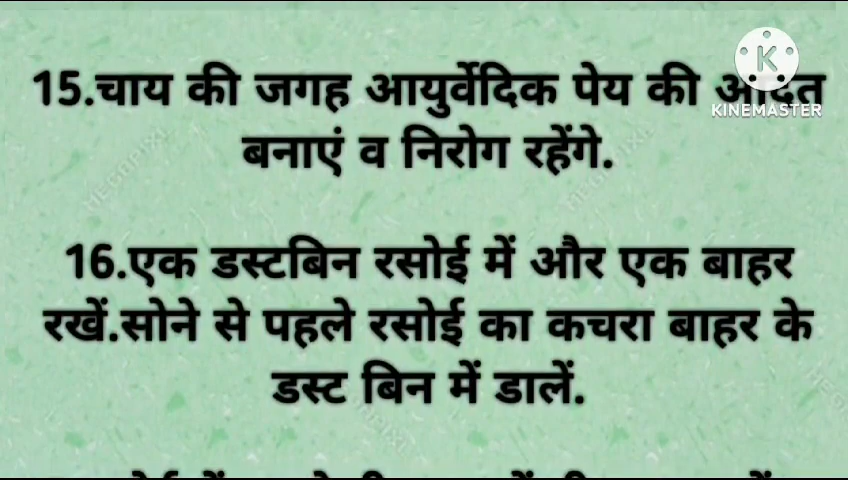 15.चाय की जगह आयुर्वेदिक पेय की आदत
बनाएं व निरोग रहेंगे.
16.एक डस्टबिन रसोई में और एक बाहर
रखें.सोने से पहले रसोई का कचरा बाहर के
डस्ट बिन में डालें.
K
KINEMASTER